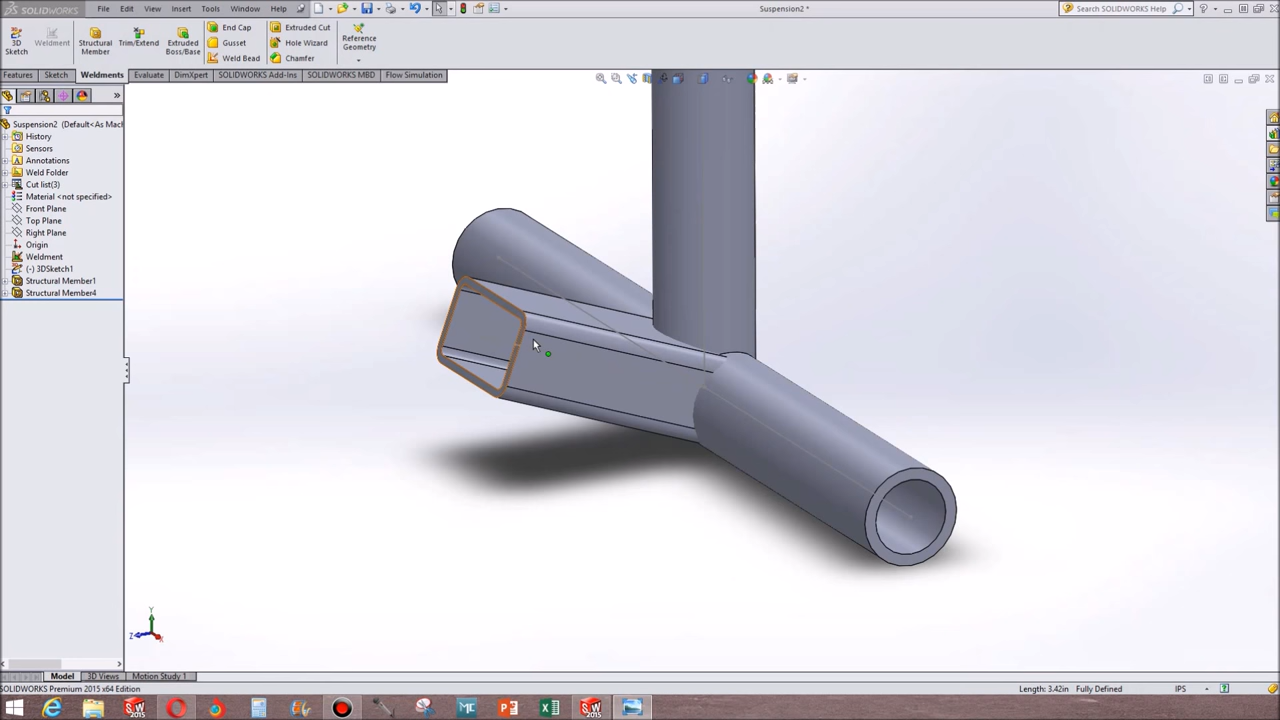 SOLIDWORKS
File Edit View Insert Tools Window Help
Suspension2 *
Search SOLIDWORKS Help
3D Sketch
Weldment
Structural Member
Trim/Extend
Extruded Boss/Base
End Cap
Gusset
Weld Bead
Extruded Cut
Hole Wizard
Chamfer
Reference Geometry
Features Sketch Weldments Evaluate DimXpert SOLIDWORKS Add-Ins SOLIDWORKS MBD Flow Simulation
Suspension2 (Default<As Mach
History
Sensors
Annotations
Weld Folder
Cut list(3)
Material <not specified>
Front Plane
Top Plane
Right Plane
Origin
Weldment
(-) 3DSketch1
Structural Member1
Structural Member4
Y
Z
X
Model 3D Views Motion Study 1
SOLIDWORKS Premium 2015 x64 Edition
Length: 3.42in Fully Defined IPS